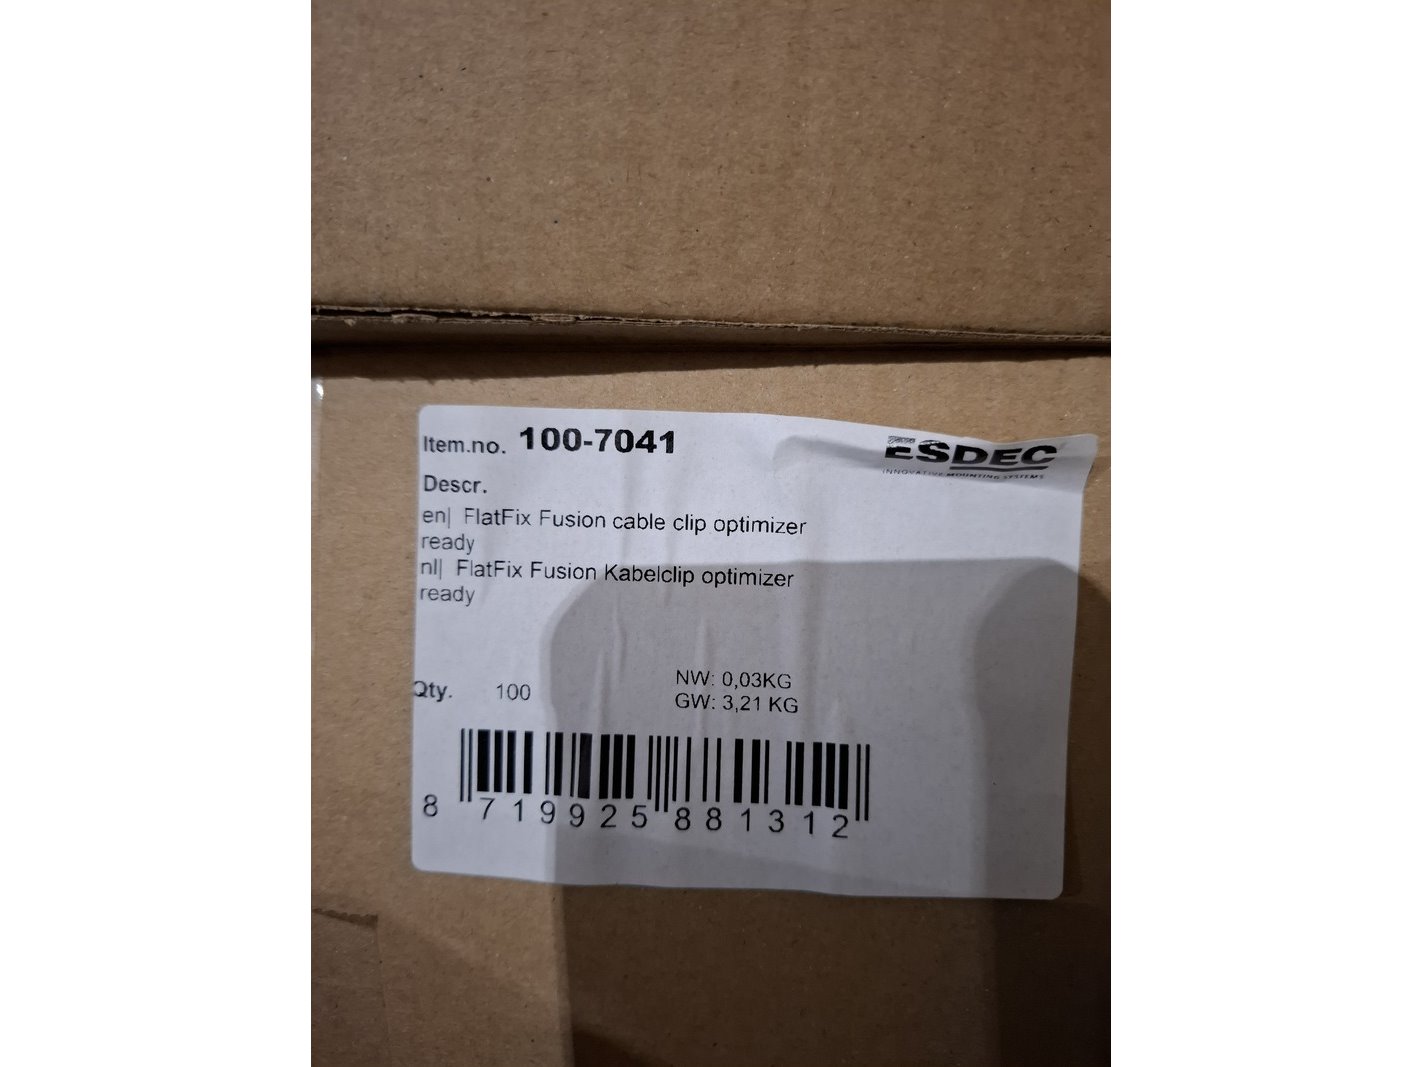 Item.no. 100-7041
ESDEC
INNOVATIVE MOUNTING SYSTEMS
Descr.
en| FlatFix Fusion cable clip optimizer
ready
nl| FlatFix Fusion Kabelclip optimizer
ready
Qty. 100
NW: 0,03KG
GW: 3,21 KG
8 719925 881312